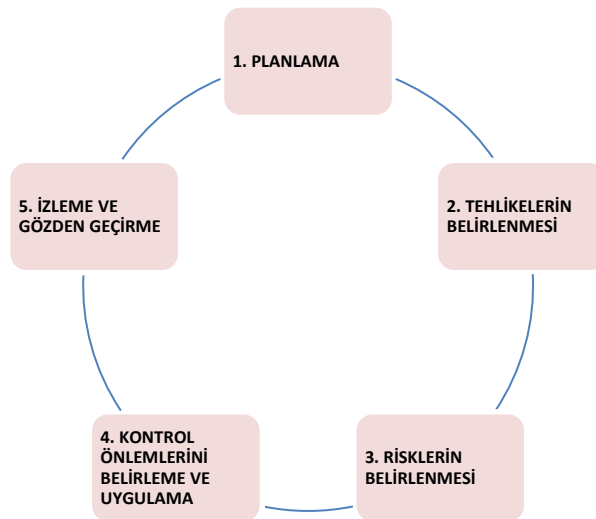 1. PLANLAMA
2. TEHLİKELERİN
BELİRLENMESİ
3. RİSKLERİN
BELİRLENMESİ
4. KONTROL
ÖNLEMLERİNİ
BELİRLEME VE
UYGULAMA
5. İZLEME VE
GÖZDEN GEÇİRME